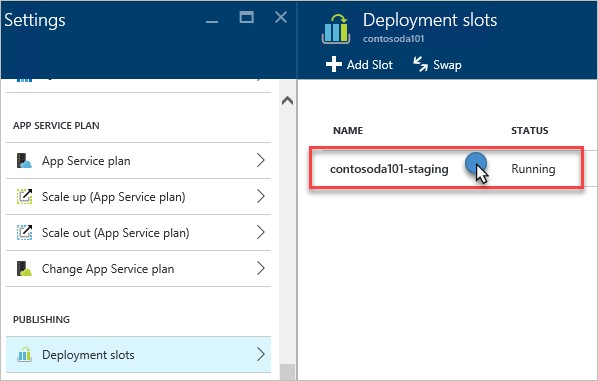 Settings
APP SERVICE PLAN
App Service plan
Scale up (App Service plan)
Scale out (App Service plan)
Change App Service plan
PUBLISHING
Deployment slots
Deployment slots
contosoda101
Add Slot Swap
NAME STATUS
contosoda101-staging Running